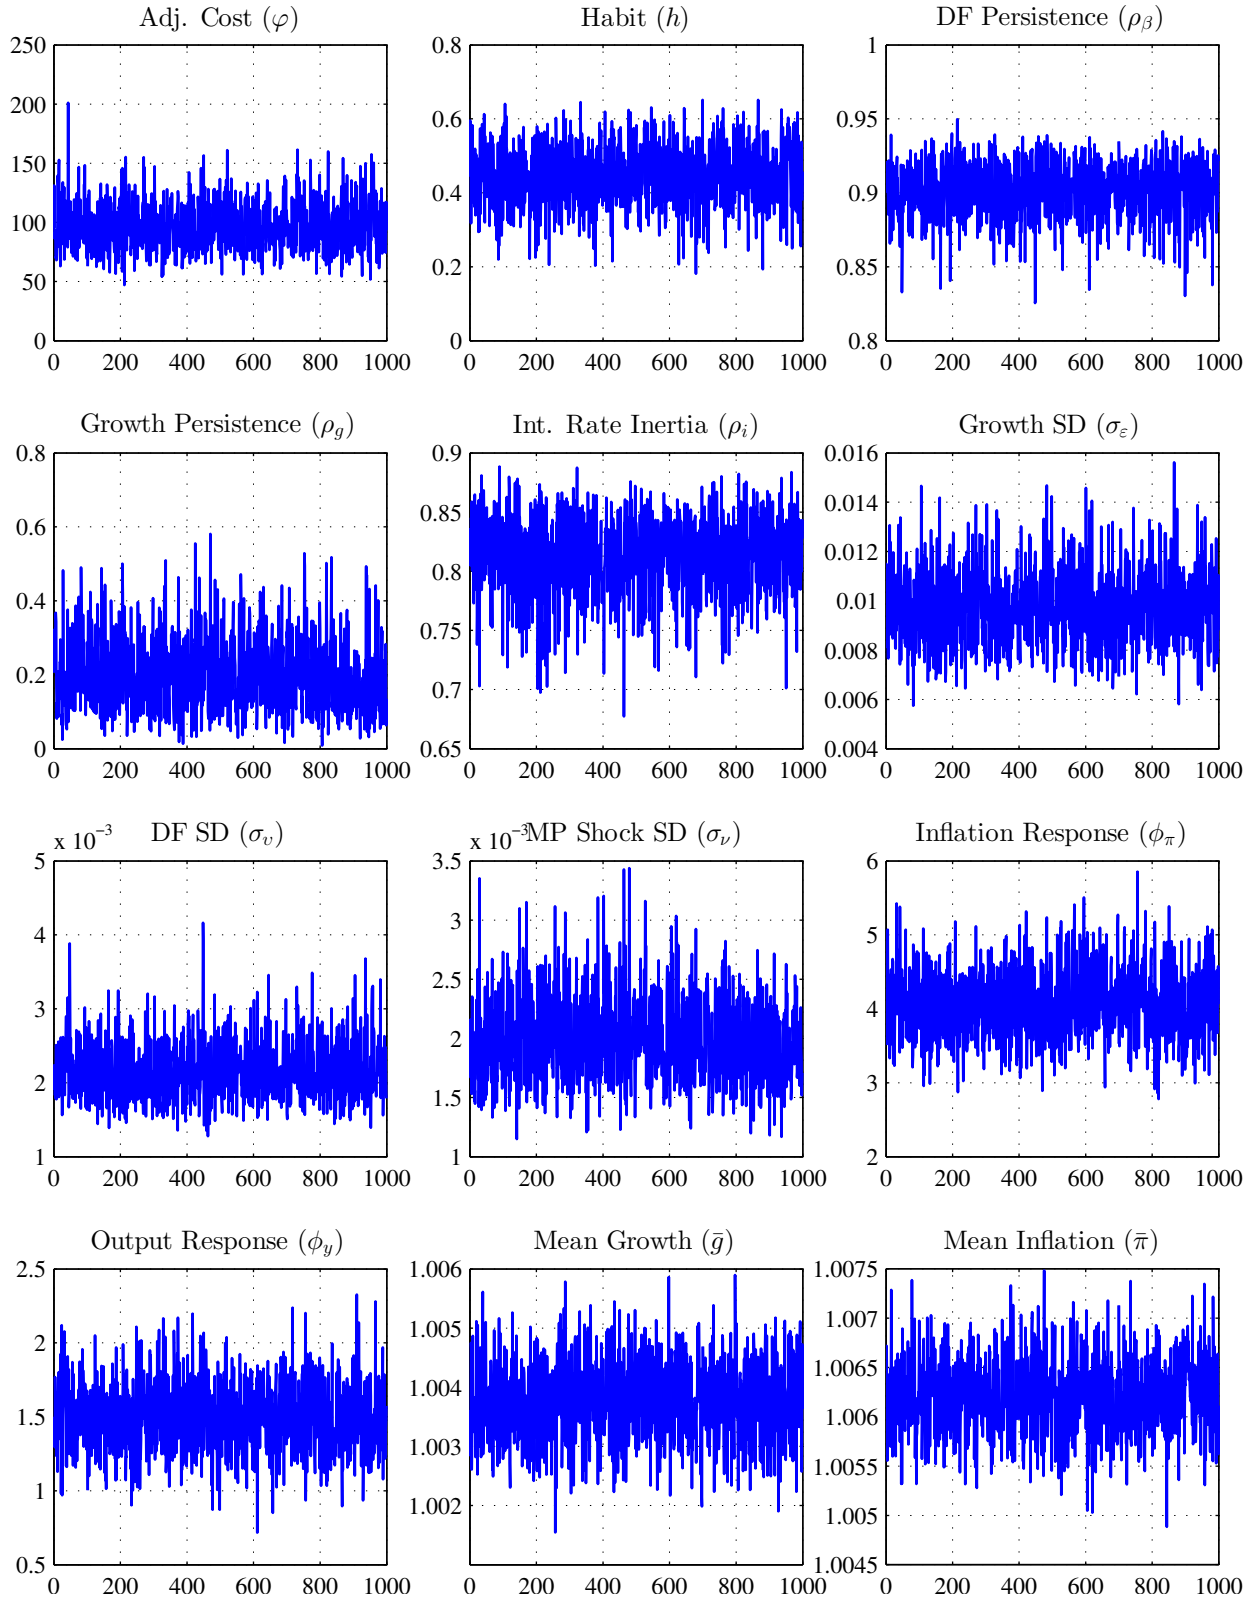 Adj. Cost (φ) Habit (h) DF Persistence (ρβ)
250 0.8 1
200 0.6 0.95
150
100 0.4 0.9
50 0.2 0.85
0 0 0.8
0 200 400 600 800 1000 0 200 400 600 800 1000 0 200 400 600 800 1000
Growth Persistence (ρg) Int. Rate Inertia (ρi) Growth SD (σε)
0.8 0.9 0.016
0.6 0.85 0.014
0.4 0.8 0.012
0.01
0.2 0.75 0.008
0.7 0.006
0 0.65 0.004
0 200 400 600 800 1000 0 200 400 600 800 1000 0 200 400 600 800 1000
x 10⁻³ DF SD (συ) x 10⁻³ MP Shock SD (σν) Inflation Response (φπ)
5 3.5 6
4 3 5
3 2.5 4
2 2 3
1.5
1 1 2
0 200 400 600 800 1000 0 200 400 600 800 1000 0 200 400 600 800 1000
Output Response (φy) Mean Growth (ḡ) Mean Inflation (π̄)
2.5 1.006 1.0075
2 1.005 1.007
1.5 1.004 1.0065
1.006
1 1.003 1.0055
1.002 1.005
0.5 1.0045
0 200 400 600 800 1000 0 200 400 600 800 1000 0 200 400 600 800 1000